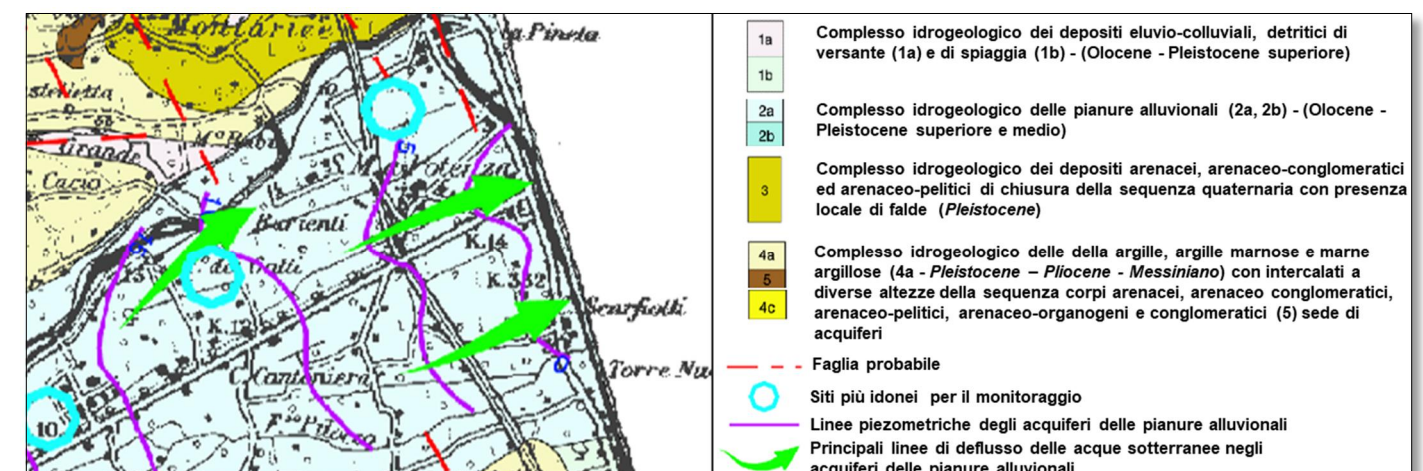 Montarice
la Pineta
Grande
Cario
Barienti
K.14
K.332
K.12
Scarfiotti
C. Cantoniera
Torre Nu
5
0
10
1a
Complesso idrogeologico dei depositi eluvio-colluviali, detritici di
versante (1a) e di spiaggia (1b) - (Olocene - Pleistocene superiore)
1b
2a
Complesso idrogeologico delle pianure alluvionali (2a, 2b) - (Olocene -
Pleistocene superiore e medio)
2b
Complesso idrogeologico dei depositi arenacei, arenaceo-conglomeratici
3
ed arenaceo-pelitici di chiusura della sequenza quaternaria con presenza
locale di falde (Pleistocene)
4a
Complesso idrogeologico delle della argille, argille marnose e marne
argillose (4a - Pleistocene – Pliocene - Messiniano) con intercalati a
5
diverse altezze della sequenza corpi arenacei, arenaceo conglomeratici,
4c
arenaceo-pelitici, arenaceo-organogeni e conglomeratici (5) sede di
acquiferi
Faglia probabile
Siti più idonei per il monitoraggio
Linee piezometriche degli acquiferi delle pianure alluvionali
Principali linee di deflusso delle acque sotterranee negli
acquiferi delle pianure alluvionali